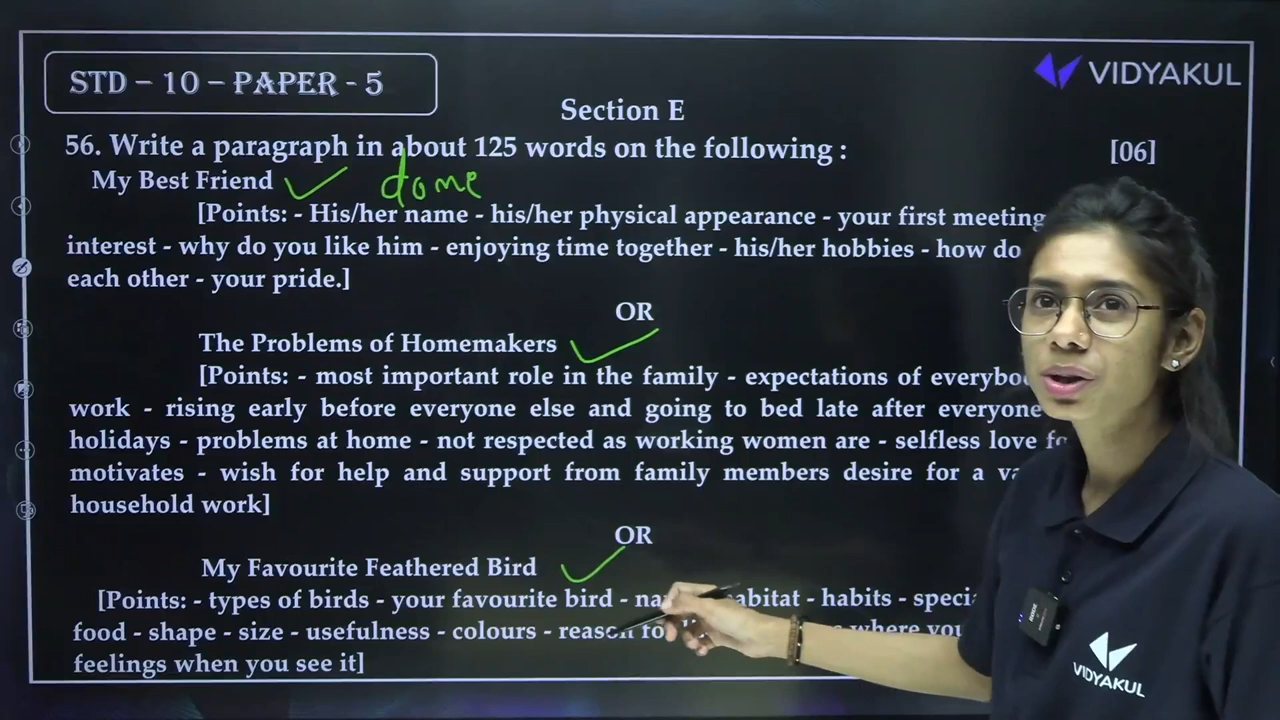 STD – 10 – PAPER - 5
VIDYAKUL
Section E
56. Write a paragraph in about 125 words on the following :
[06]
My Best Friend
dome
[Points: - His/her name - his/her physical appearance - your first meeting
interest - why do you like him - enjoying time together - his/her hobbies - how do
each other - your pride.]
OR
The Problems of Homemakers
[Points: - most important role in the family - expectations of
work - rising early before everyone else and going to bed late after everyone
holidays - problems at home - not respected as working women are - selfless love
motivates - wish for help and support from family members desire for a
household work]
OR
My Favourite Feathered Bird
[Points: - types of birds - your favourite bird - habits -
food - shape - size - usefulness - colours - reason where
feelings when you see it]
VIDYAKUL